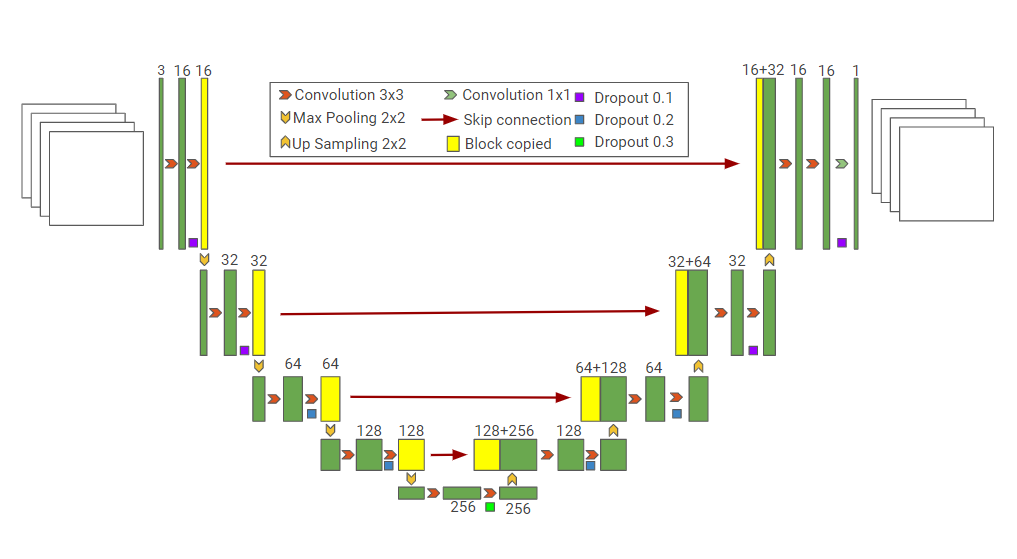 3 16 16
16+32 16 16 1
Convolution 3x3
Convolution 1x1
Dropout 0.1
Max Pooling 2x2
Skip connection
Dropout 0.2
Up Sampling 2x2
Block copied
Dropout 0.3
32 32
32+64 32
64 64
64+128 64
128 128
128+256 128
256 256